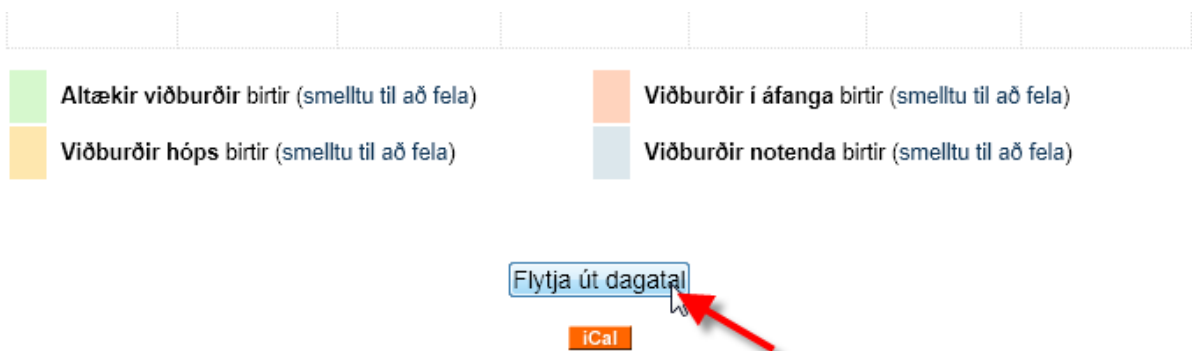 Altækir viðburðir birtir (smelltu til að fela) Viðburðir í áfanga birtir (smelltu til að fela)
Viðburðir hóps birtir (smelltu til að fela) Viðburðir notenda birtir (smelltu til að fela)
Flytja út dagatal
iCal